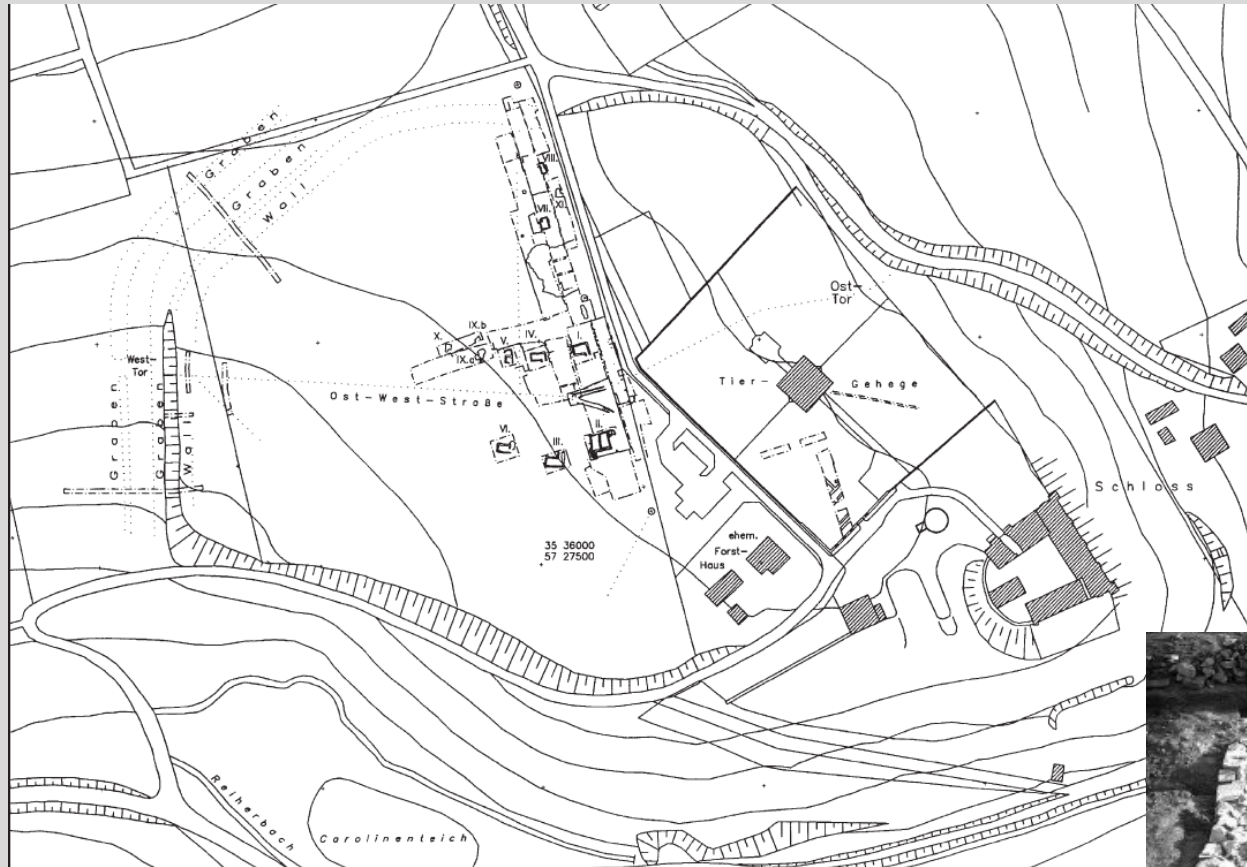 Graben
Graben
Wall
VIII.
XI.
VII.
Ost-
Tor
X.
IX.b
IX.a
V.
IV.
I.
West-
Tor
Tier-
Gehege
Ost-West-Straße
Graben
Graben
Wall
VI.
III.
II.
Schloss
35 36000
57 27500
ehem.
Forst-
Haus
Reiherbach
Carolinenteich